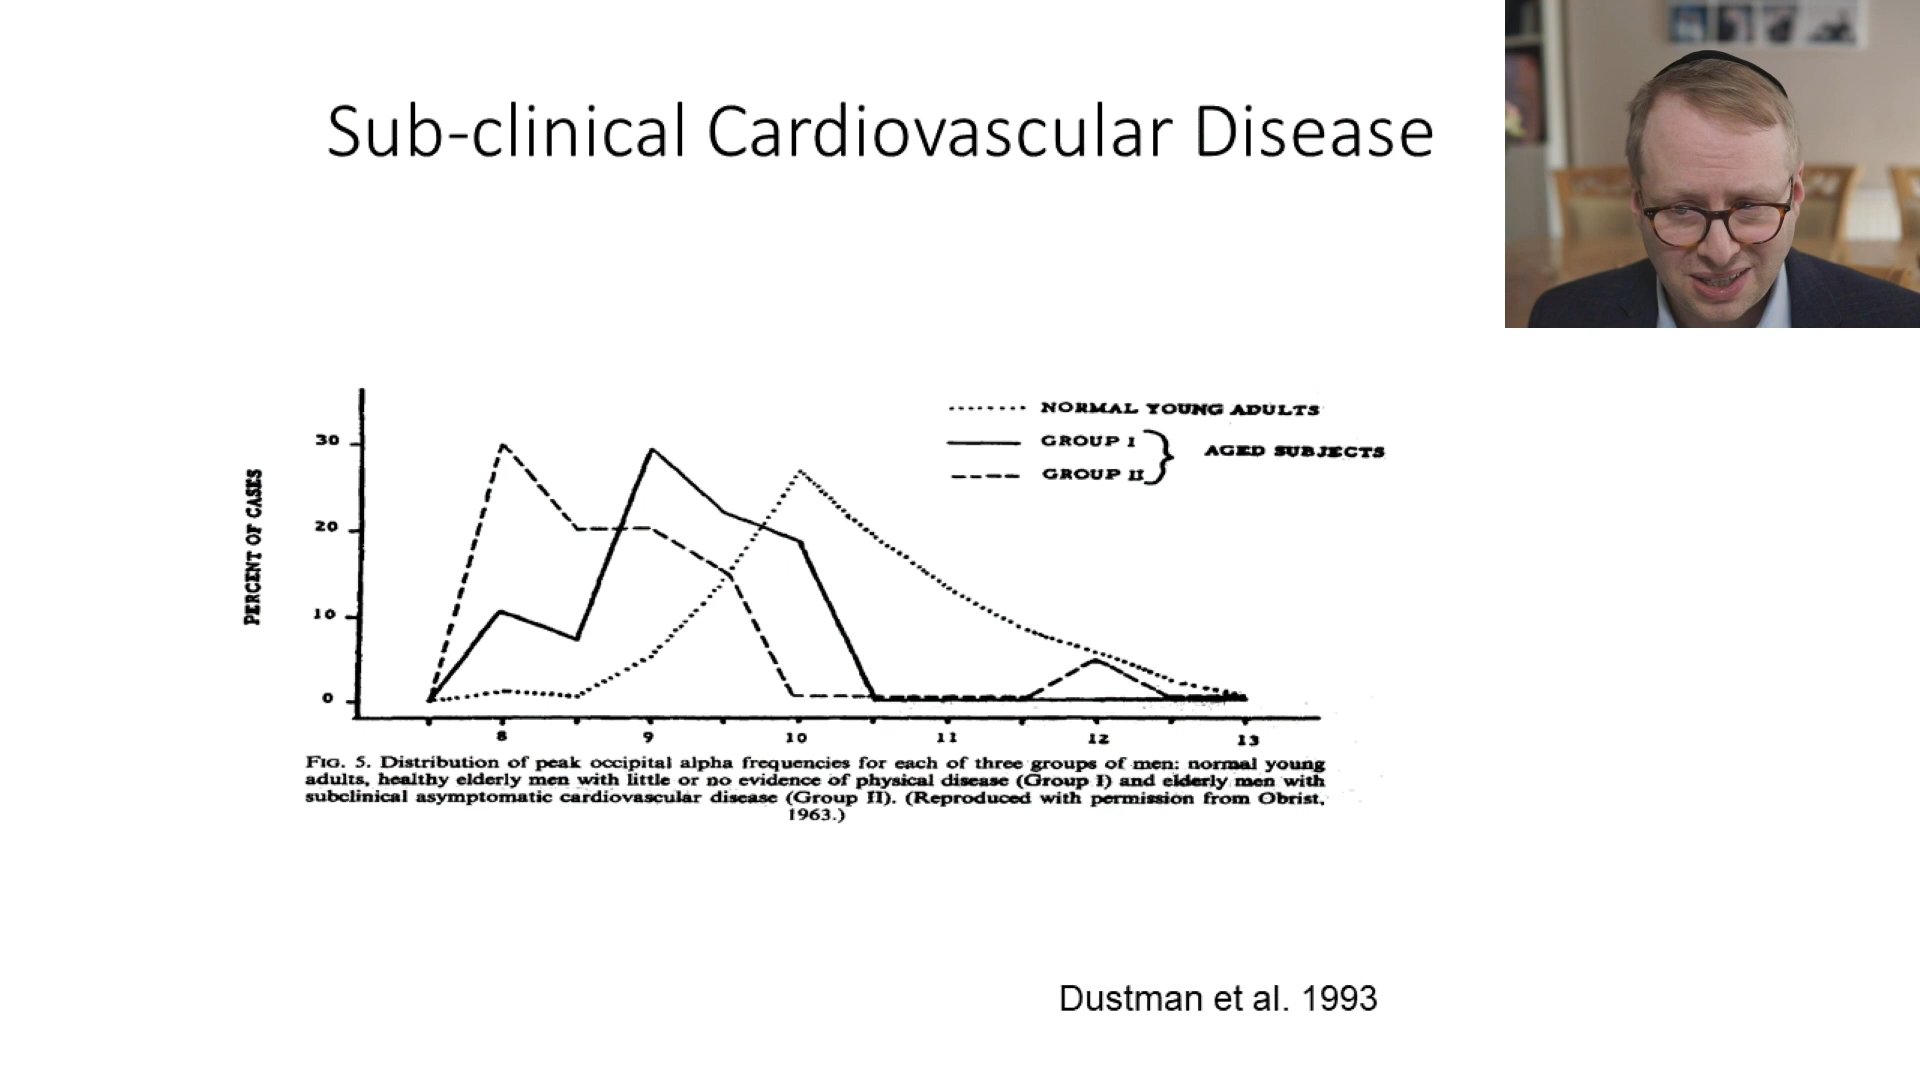 Sub-clinical Cardiovascular Disease
NORMAL YOUNG ADULTS
GROUP I
GROUP II
AGED SUBJECTS
PERCENT OF CASES
30
20
10
0
8
9
10
11
12
13
FIG. 5. Distribution of peak occipital alpha frequencies for each of three groups of men: normal young
adults, healthy elderly men with little or no evidence of physical disease (Group I) and elderly men with
subclinical asymptomatic cardiovascular disease (Group II). (Reproduced with permission from Obrist,
1963.)
Dustman et al. 1993